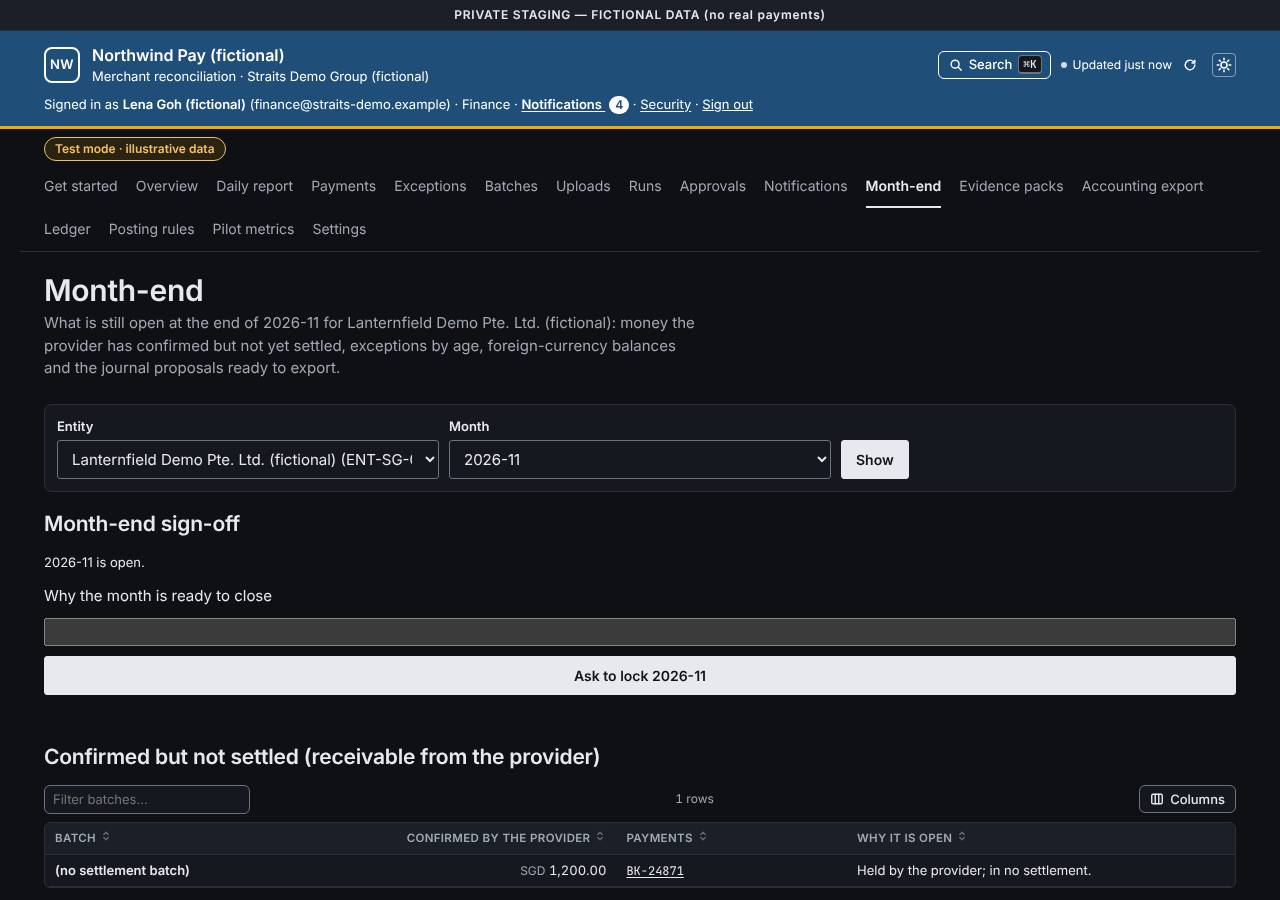 PRIVATE STAGING — FICTIONAL DATA (no real payments)
NW
Northwind Pay (fictional)
Merchant reconciliation · Straits Demo Group (fictional)
Search ⌘K
Updated just now
Signed in as Lena Goh (fictional) (finance@straits-demo.example) · Finance · Notifications 4 · Security · Sign out
Test mode · illustrative data
Get started Overview Daily report Payments Exceptions Batches Uploads Runs Approvals Notifications Month-end Evidence packs Accounting export
Ledger Posting rules Pilot metrics Settings
Month-end
What is still open at the end of 2026-11 for Lanternfield Demo Pte. Ltd. (fictional): money the
provider has confirmed but not yet settled, exceptions by age, foreign-currency balances
and the journal proposals ready to export.
Entity Month
Lanternfield Demo Pte. Ltd. (fictional) (ENT-SG- 2026-11 Show
Month-end sign-off
2026-11 is open.
Why the month is ready to close
Ask to lock 2026-11
Confirmed but not settled (receivable from the provider)
Filter batches... 1 rows Columns
BATCH CONFIRMED BY THE PROVIDER PAYMENTS WHY IT IS OPEN
(no settlement batch) SGD 1,200.00 BK-24871 Held by the provider; in no settlement.